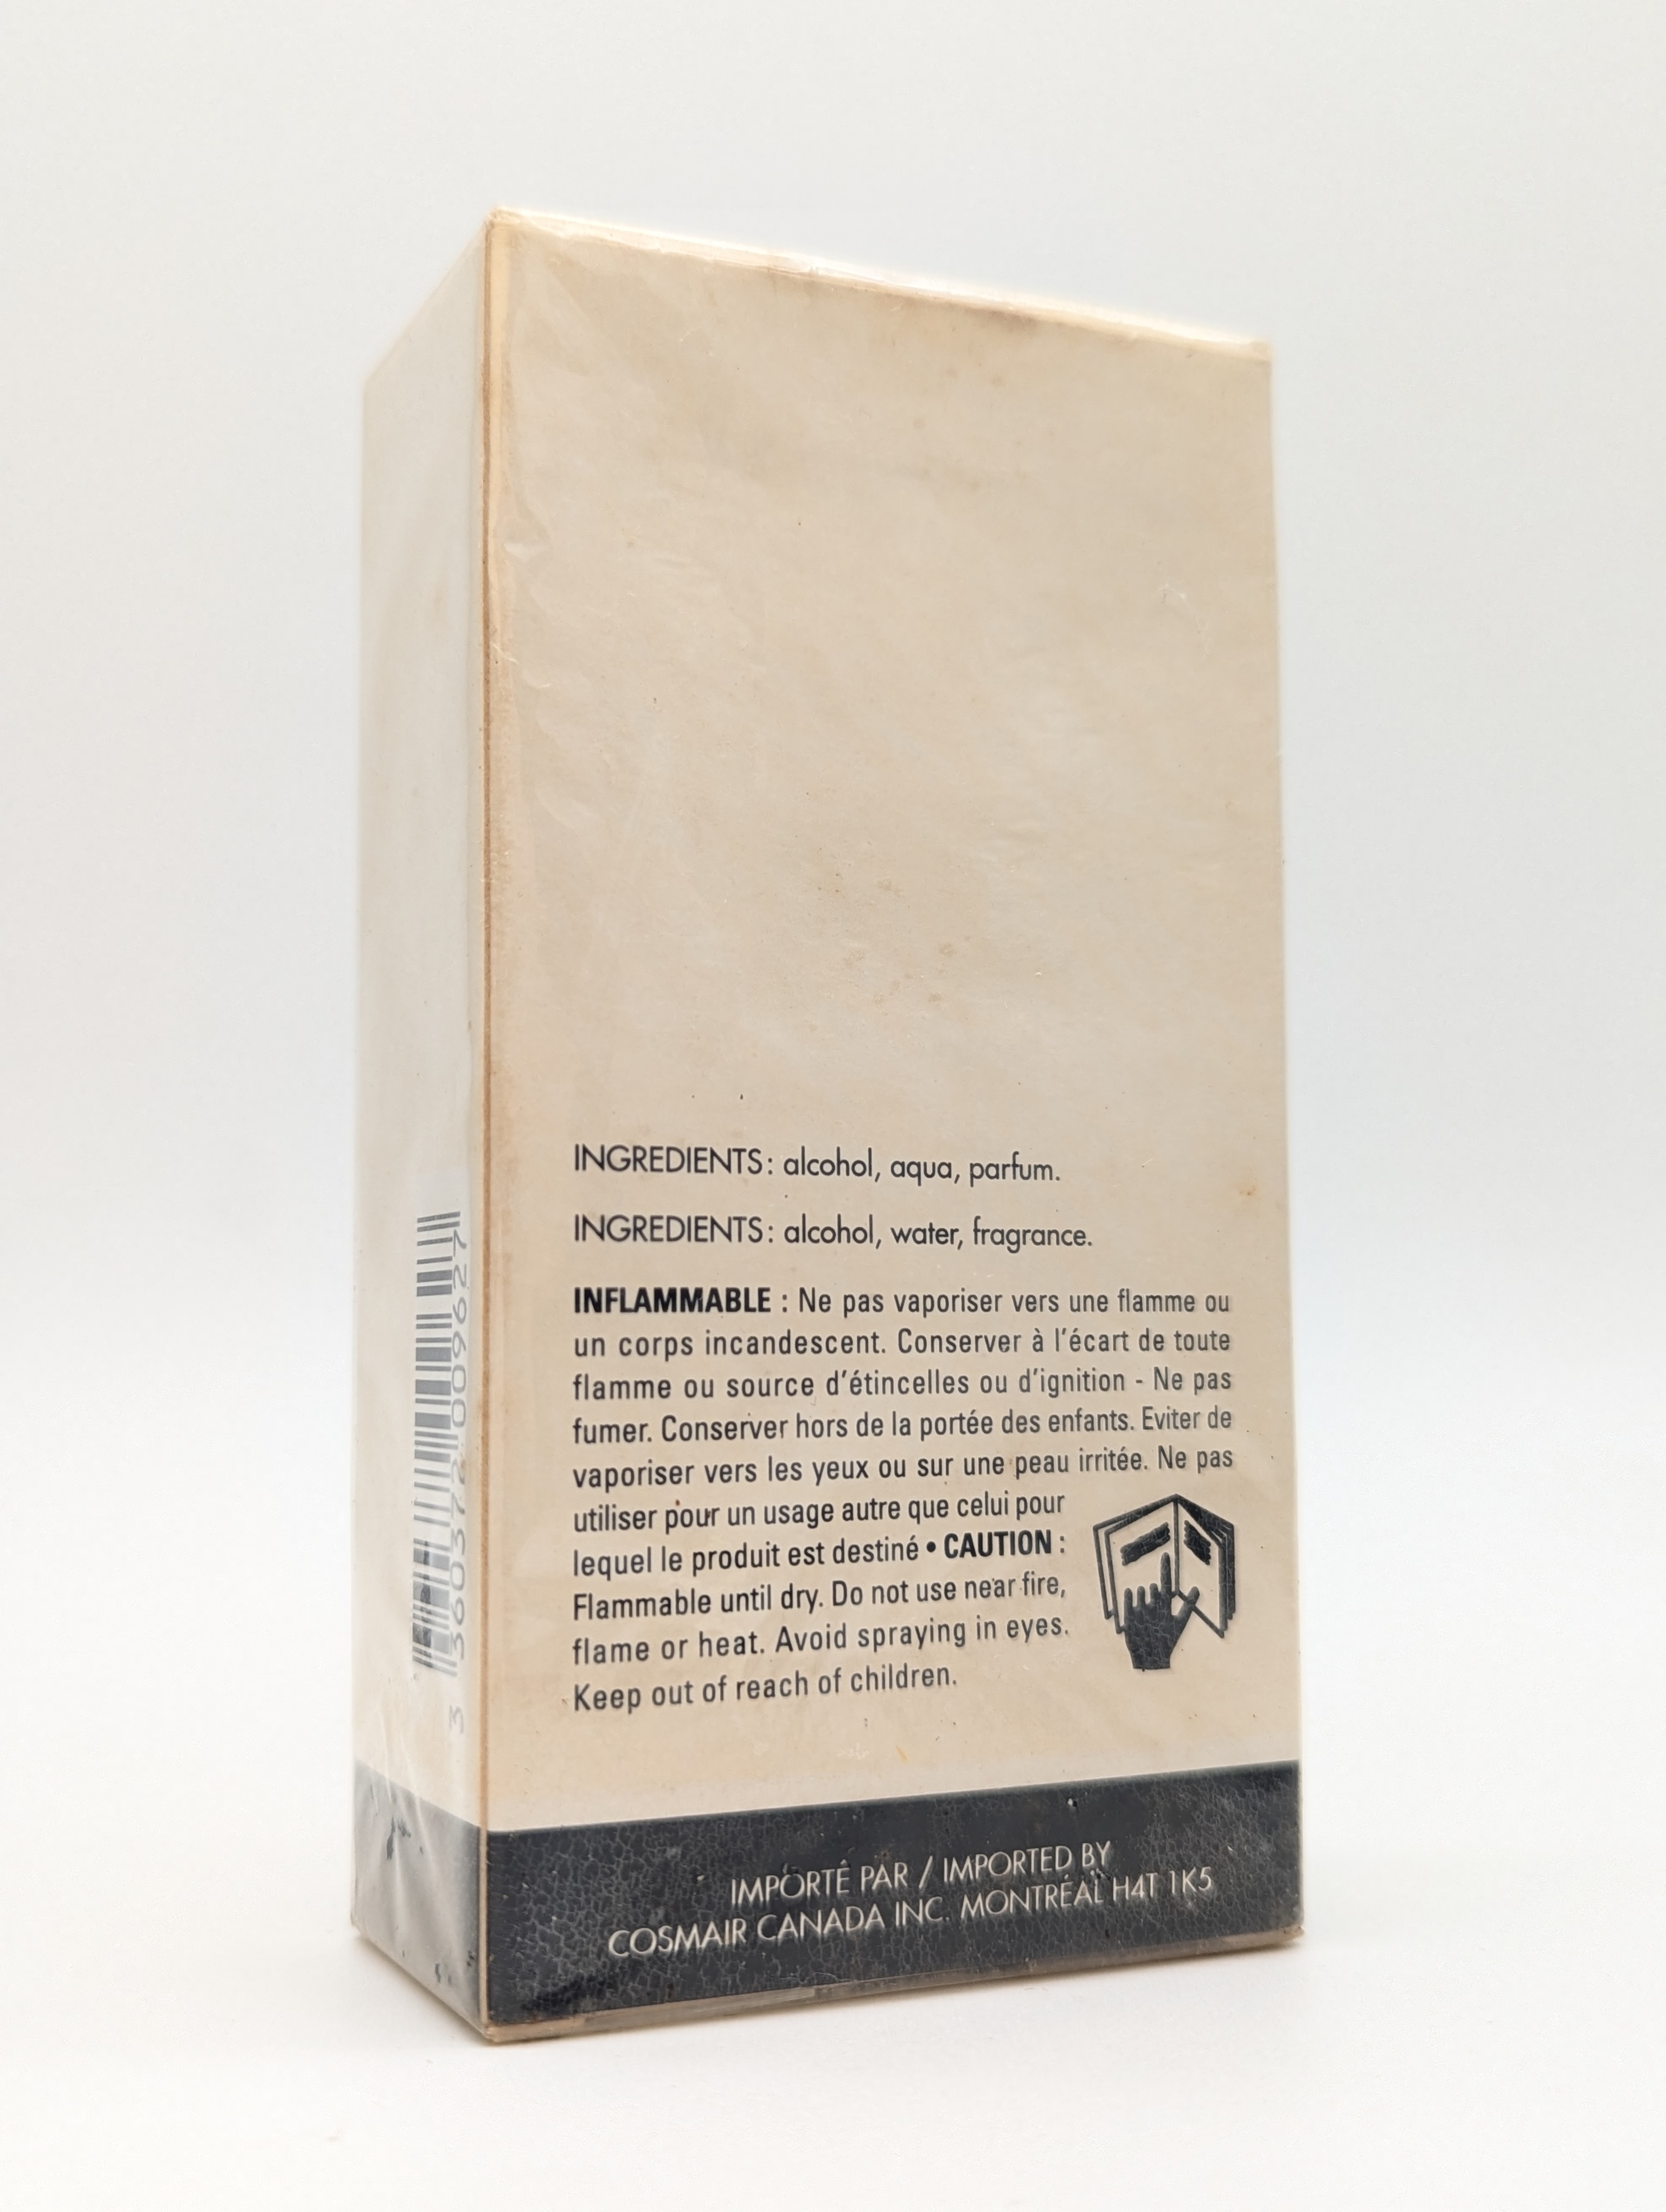 INGREDIENTS: alcohol, aqua, parfum.
INGREDIENTS: alcohol, water, fragrance.
INFLAMMABLE : Ne pas vaporiser vers une flamme ou
un corps incandescent. Conserver à l'écart de toute
flamme ou source d'étincelles ou d'ignition - Ne pas
fumer. Conserver hors de la portée des enfants. Eviter de
vaporiser vers les yeux ou sur une peau irritée. Ne pas
utiliser pour un usage autre que celui pour
lequel le produit est destiné • CAUTION :
Flammable until dry. Do not use near fire,
flame or heat. Avoid spraying in eyes.
Keep out of reach of children.
IMPORTÉ PAR / IMPORTED BY
COSMAIR CANADA INC. MONTRÉAL H4T 1K5
3 360372 009627